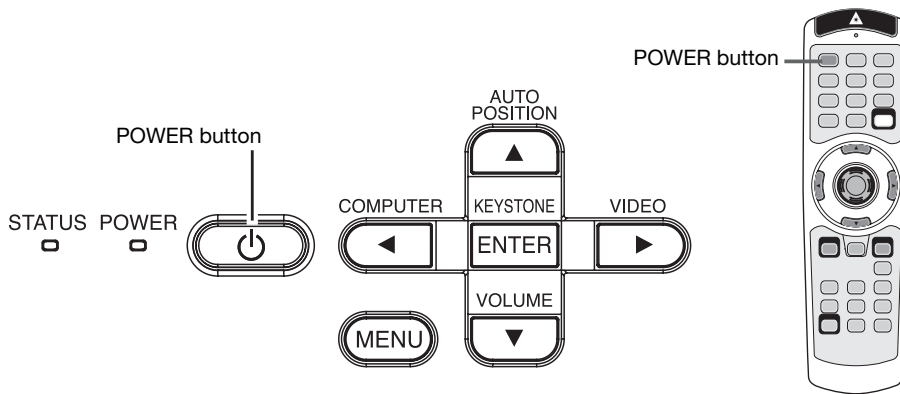 POWER button
AUTO
POSITION
POWER button
STATUS POWER
COMPUTER
KEYSTONE
VIDEO
ENTER
VOLUME
MENU